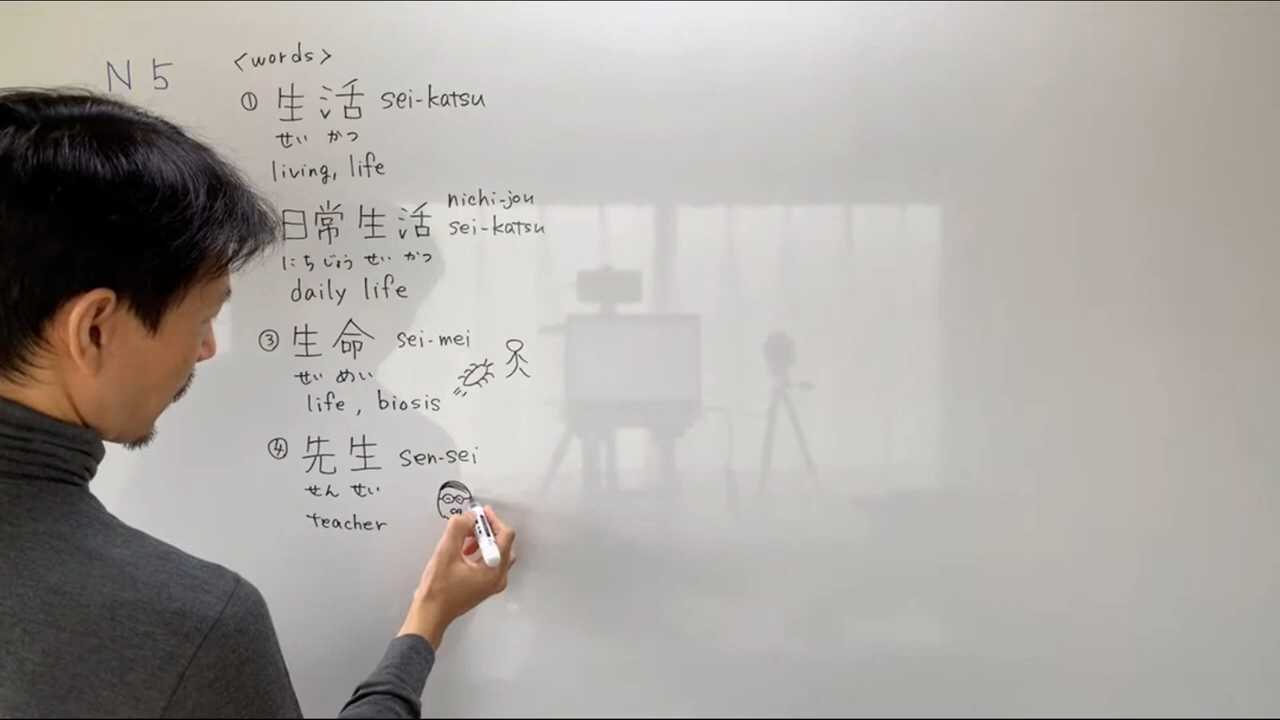 N5
<words>
① 生活 sei-katsu
せい かつ
living, life
日常生活 nichi-jou
sei-katsu
にち じょう せい かつ
daily life
③ 生命 sei-mei
せい めい
life, biosis
④ 先生 sen-sei
せん せい
teacher